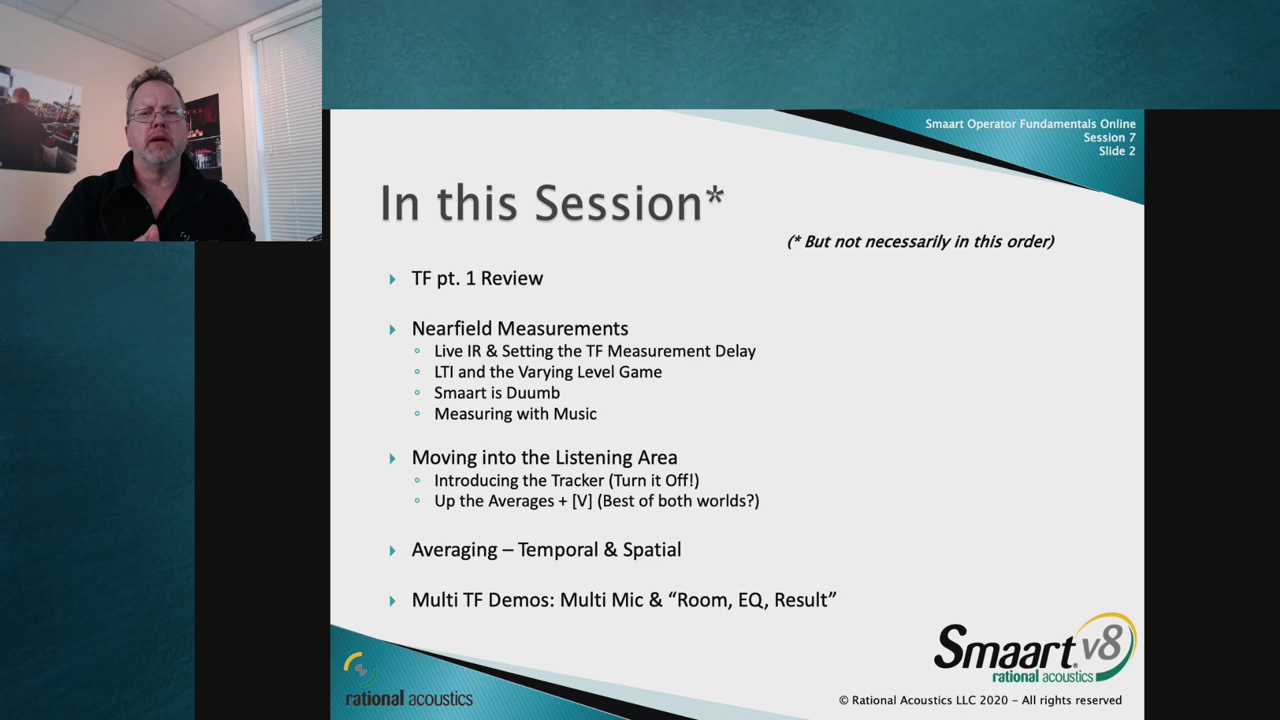 Smaart Operator Fundamentals Online
Session 7
Slide 2
In this Session*
(* But not necessarily in this order)
TF pt. 1 Review
Nearfield Measurements
Live IR & Setting the TF Measurement Delay
LTI and the Varying Level Game
Smaart is Duumb
Measuring with Music
Moving into the Listening Area
Introducing the Tracker (Turn it Off!)
Up the Averages + [V] (Best of both worlds?)
Averaging – Temporal & Spatial
Multi TF Demos: Multi Mic & “Room, EQ, Result”
Smaart® v8
rational acoustics
rational acoustics
© Rational Acoustics LLC 2020 – All rights reserved